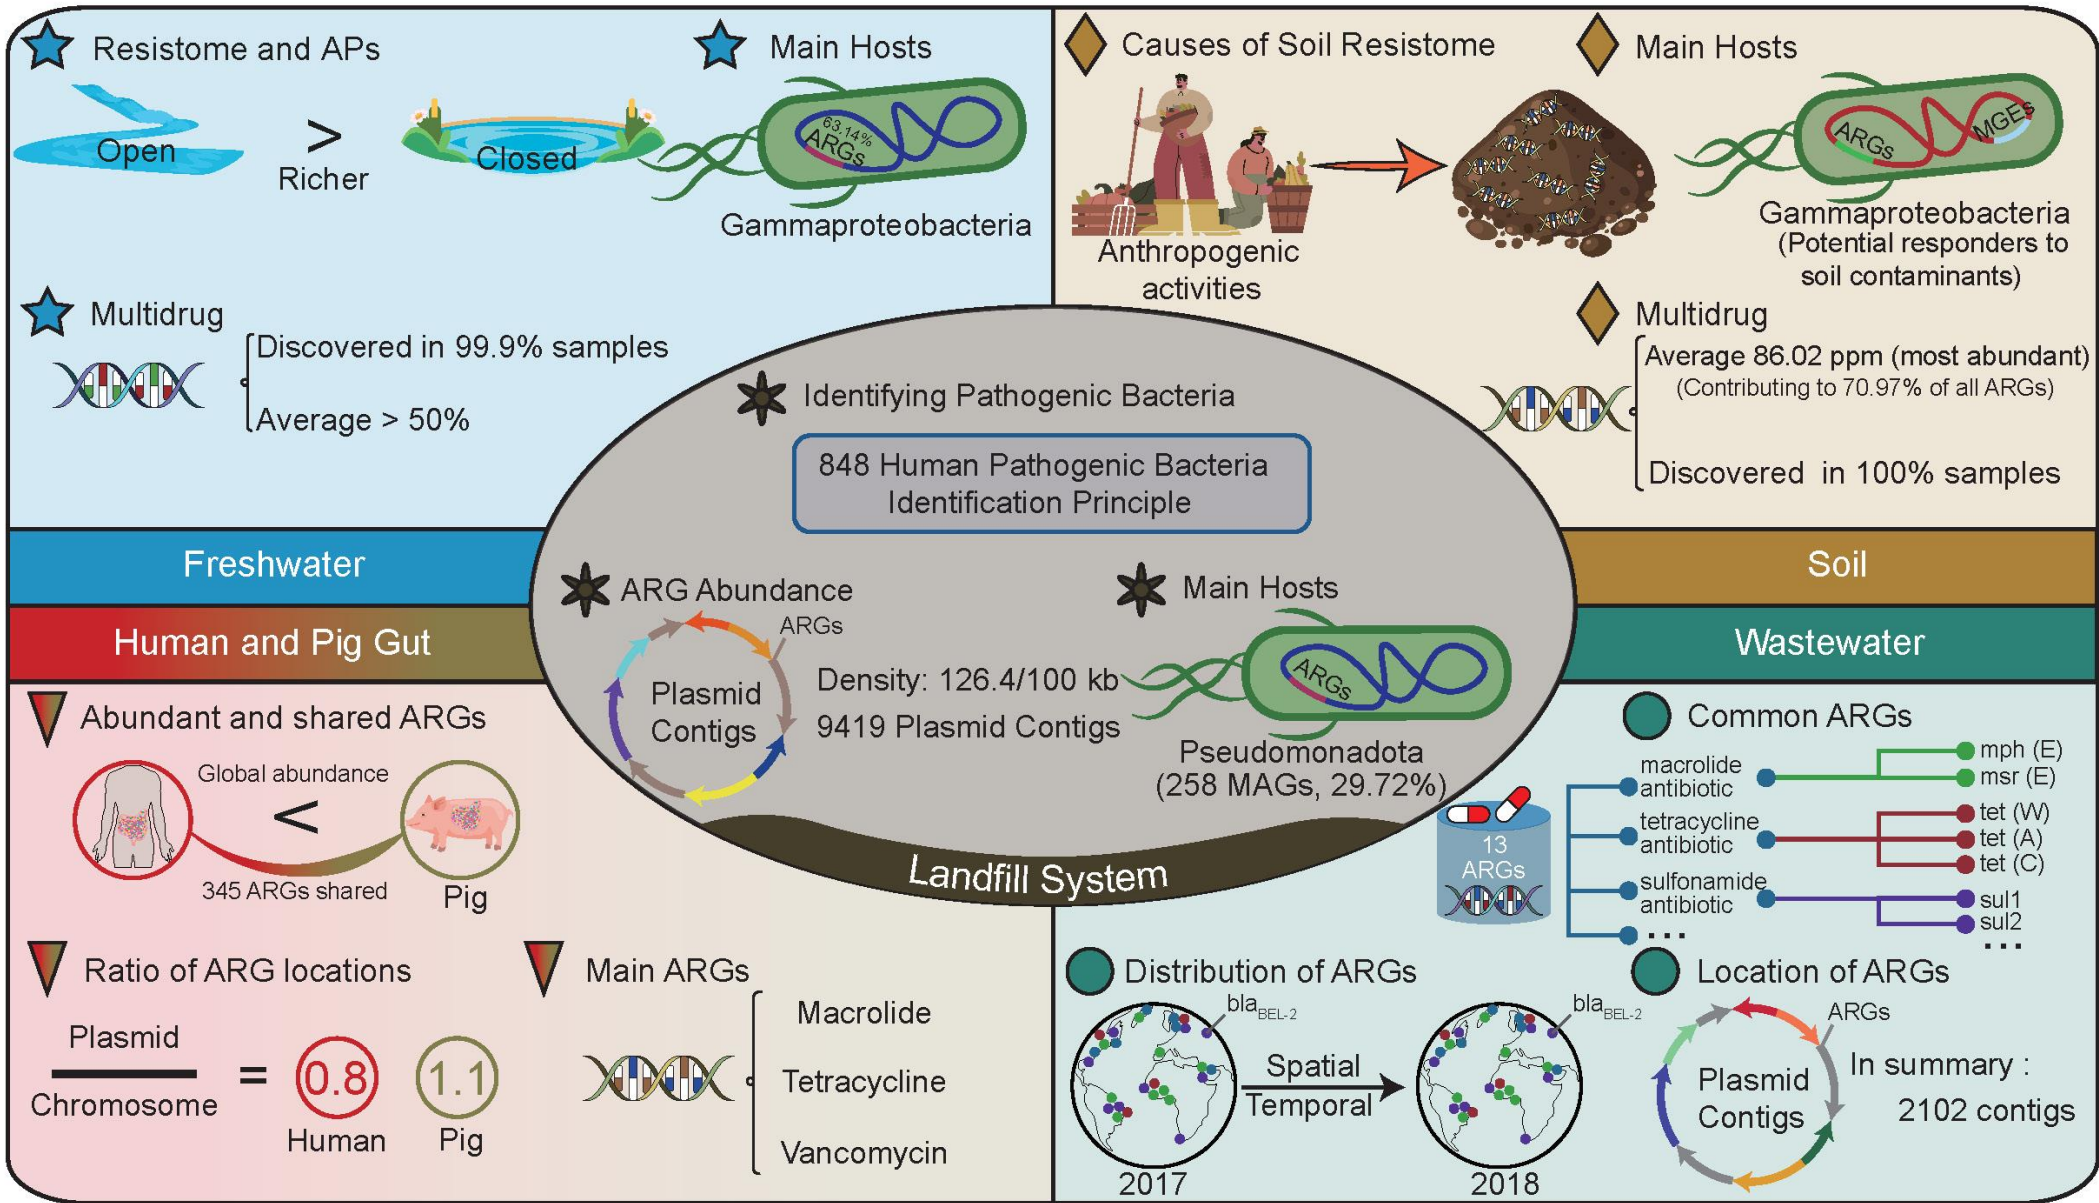 Resistome and APs
Open
>
Richer
Closed
Main Hosts
63.14%
ARGs
Gammaproteobacteria
Multidrug
Discovered in 99.9% samples
Average > 50%
Freshwater
Causes of Soil Resistome
Anthropogenic
activities
Main Hosts
ARGs
MGEs
Gammaproteobacteria
(Potential responders to
soil contaminants)
Multidrug
Average 86.02 ppm (most abundant)
(Contributing to 70.97% of all ARGs)
Discovered in 100% samples
Soil
Identifying Pathogenic Bacteria
848 Human Pathogenic Bacteria
Identification Principle
ARG Abundance
ARGs
Plasmid
Contigs
Density: 126.4/100 kb
9419 Plasmid Contigs
Main Hosts
ARGs
Pseudomonadota
(258 MAGs, 29.72%)
Landfill System
Human and Pig Gut
Abundant and shared ARGs
Global abundance
<
345 ARGs shared
Pig
Ratio of ARG locations
Plasmid
Chromosome
=
0.8
Human
1.1
Pig
Main ARGs
Macrolide
Tetracycline
Vancomycin
Wastewater
Common ARGs
13
ARGs
macrolide
antibiotic
mph (E)
msr (E)
tetracycline
antibiotic
tet (W)
tet (A)
tet (C)
sulfonamide
antibiotic
sul1
sul2
...
...
Distribution of ARGs
bla BEL-2
2017
Spatial
Temporal
bla BEL-2
2018
Location of ARGs
ARGs
Plasmid
Contigs
In summary :
2102 contigs